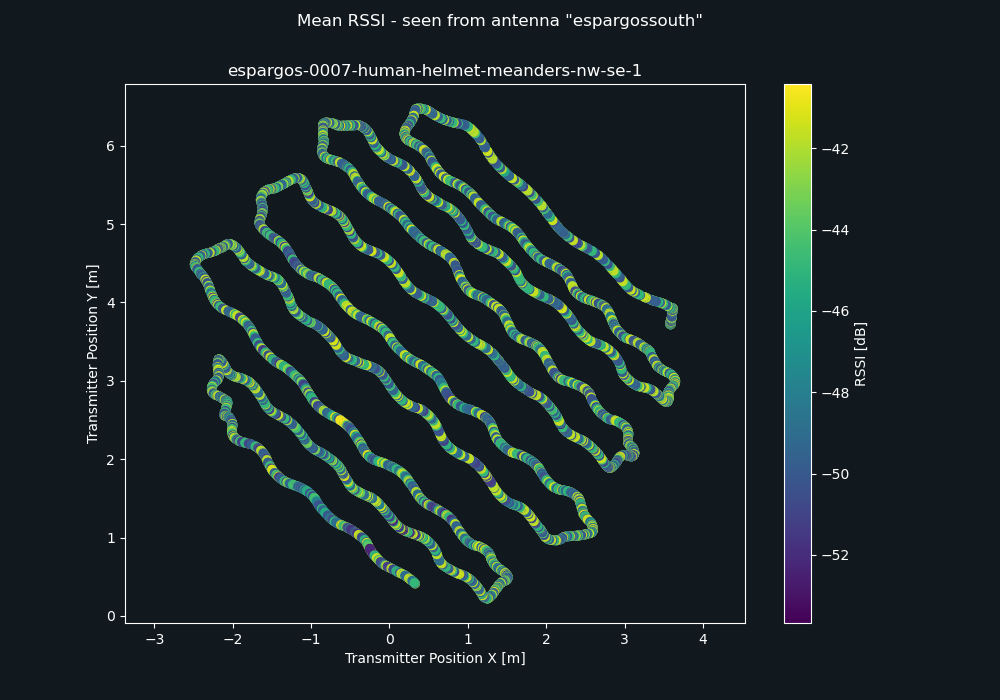 Mean RSSI - seen from antenna "espargossouth"
espargos-0007-human-helmet-meanders-nw-se-1
6
5
4
3
2
1
0
Transmitter Position Y [m]
−3 −2 −1 0 1 2 3 4
Transmitter Position X [m]
−42
−44
−46
−48
−50
−52
RSSI [dB]